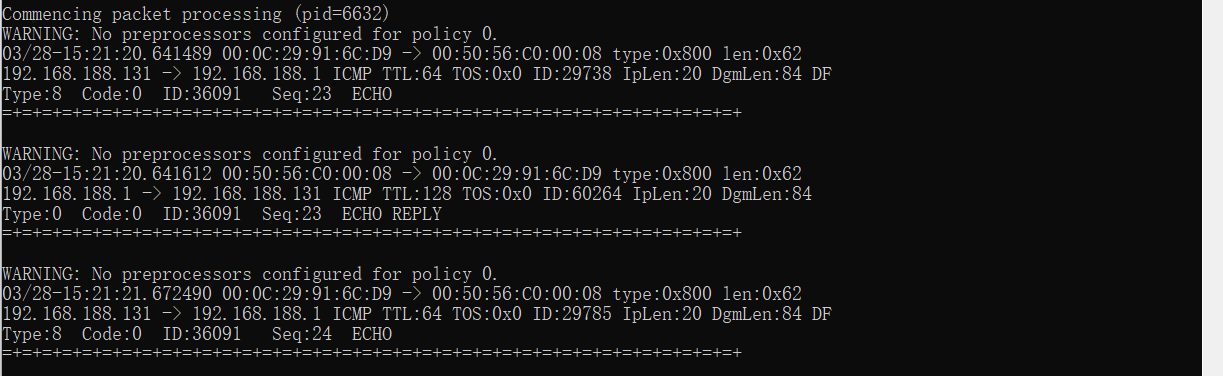 Commencing packet processing (pid=6632)
WARNING: No preprocessors configured for policy 0.
03/28-15:21:20.641489 00:0C:29:91:6C:D9 -> 00:50:56:C0:00:08 type:0x800 len:0x62
192.168.188.131 -> 192.168.188.1 ICMP TTL:64 TOS:0x0 ID:29738 IpLen:20 DgmLen:84 DF
Type:8  Code:0  ID:36091   Seq:23  ECHO
=+=+=+=+=+=+=+=+=+=+=+=+=+=+=+=+=+=+=+=+=+=+=+=+=+=+=+=+=+=+=+=+=+=+=+=+=+
WARNING: No preprocessors configured for policy 0.
03/28-15:21:20.641612 00:50:56:C0:00:08 -> 00:0C:29:91:6C:D9 type:0x800 len:0x62
192.168.188.1 -> 192.168.188.131 ICMP TTL:128 TOS:0x0 ID:60264 IpLen:20 DgmLen:84
Type:0  Code:0  ID:36091  Seq:23  ECHO REPLY
=+=+=+=+=+=+=+=+=+=+=+=+=+=+=+=+=+=+=+=+=+=+=+=+=+=+=+=+=+=+=+=+=+=+=+=+=+
WARNING: No preprocessors configured for policy 0.
03/28-15:21:21.672490 00:0C:29:91:6C:D9 -> 00:50:56:C0:00:08 type:0x800 len:0x62
192.168.188.131 -> 192.168.188.1 ICMP TTL:64 TOS:0x0 ID:29785 IpLen:20 DgmLen:84 DF
Type:8  Code:0  ID:36091   Seq:24  ECHO
=+=+=+=+=+=+=+=+=+=+=+=+=+=+=+=+=+=+=+=+=+=+=+=+=+=+=+=+=+=+=+=+=+=+=+=+=+